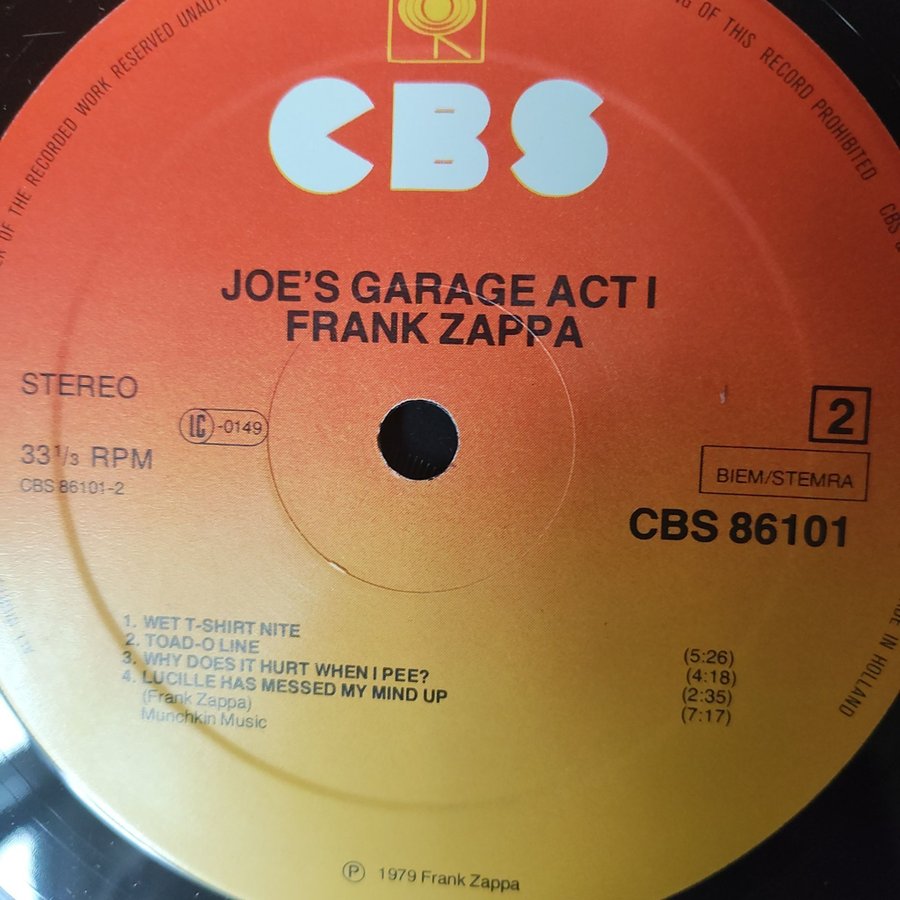 OF THE RECORDED WORK RESERVED
OF THIS RECORD PROHIBITED
CBS
CBS
JOE'S GARAGE ACT I
FRANK ZAPPA
STEREO
LC-0149
33 1/3 RPM
CBS 86101-2
2
BIEM/STEMRA
CBS 86101
1. WET T-SHIRT NITE (5:26)
2. TOAD-O LINE (4:18)
3. WHY DOES IT HURT WHEN I PEE? (2:35)
4. LUCILLE HAS MESSED MY MIND UP (7:17)
(Frank Zappa)
Munchkin Music
IN HOLLAND
Ⓟ 1979 Frank Zappa